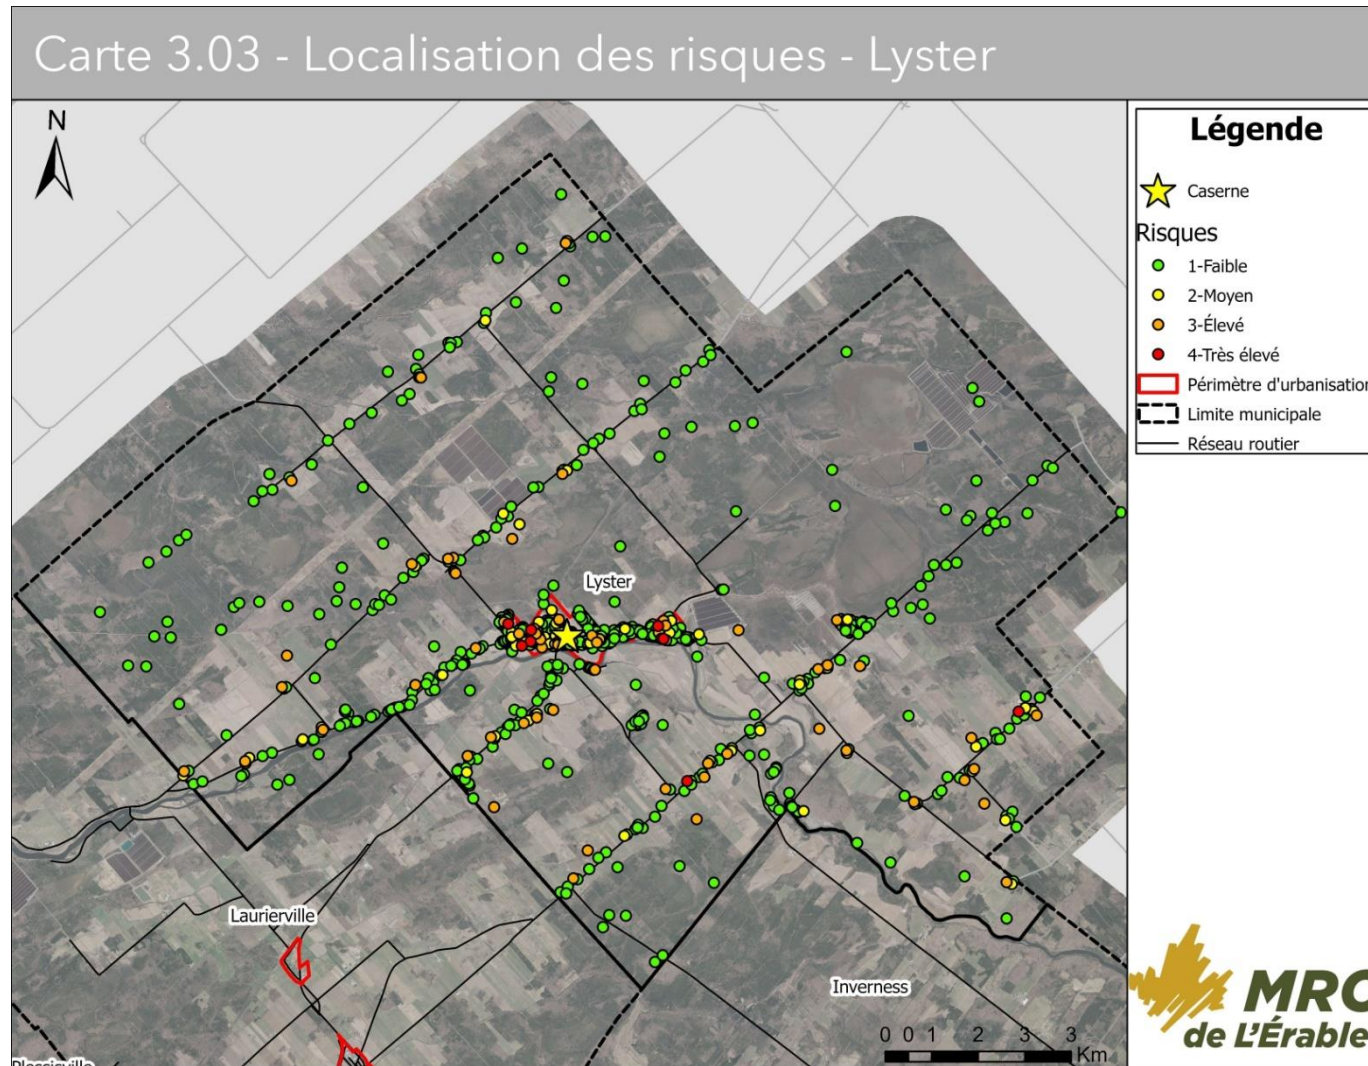 Carte 3.03 - Localisation des risques - Lyster
N
Légende
Caserne
Risques
1-Faible
2-Moyen
3-Élevé
4-Très élevé
Périmètre d'urbanisation
Limite municipale
Réseau routier
Lyster
Laurierville
Inverness
0 0 1 2 3 3
Km
MRC
de L'Érable